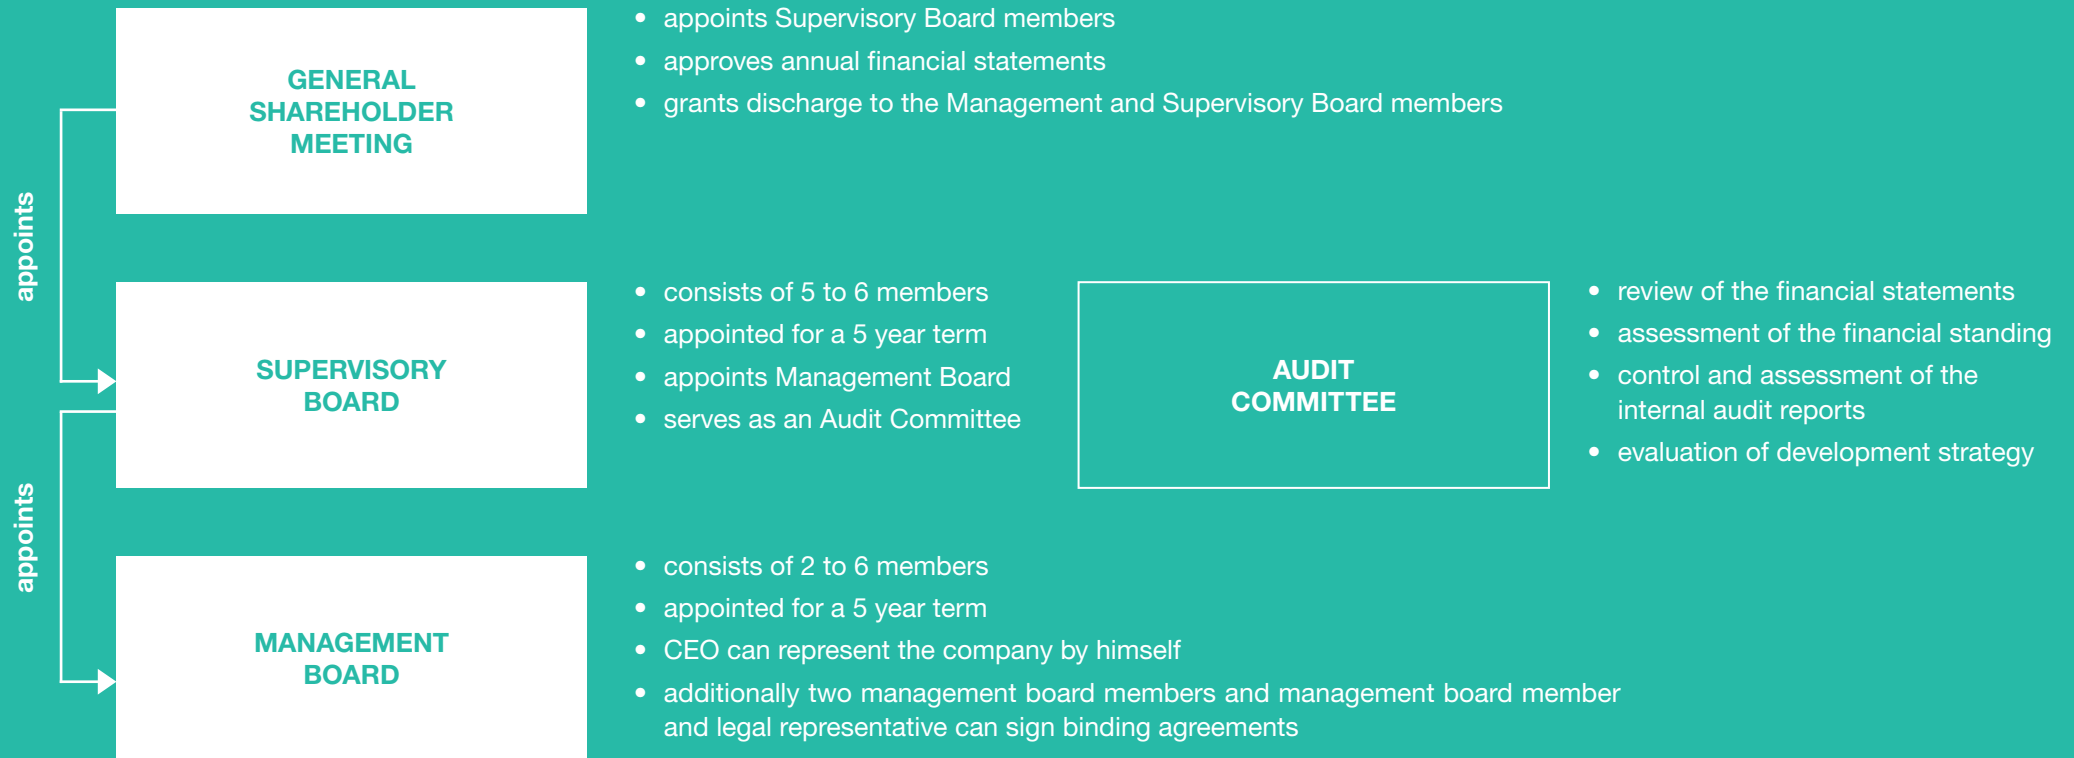 GENERAL
SHAREHOLDER
MEETING
• appoints Supervisory Board members
• approves annual financial statements
• grants discharge to the Management and Supervisory Board members
appoints
SUPERVISORY
BOARD
• consists of 5 to 6 members
• appointed for a 5 year term
• appoints Management Board
• serves as an Audit Committee
AUDIT
COMMITTEE
• review of the financial statements
• assessment of the financial standing
• control and assessment of the
internal audit reports
• evaluation of development strategy
appoints
MANAGEMENT
BOARD
• consists of 2 to 6 members
• appointed for a 5 year term
• CEO can represent the company by himself
• additionally two management board members and management board member
and legal representative can sign binding agreements